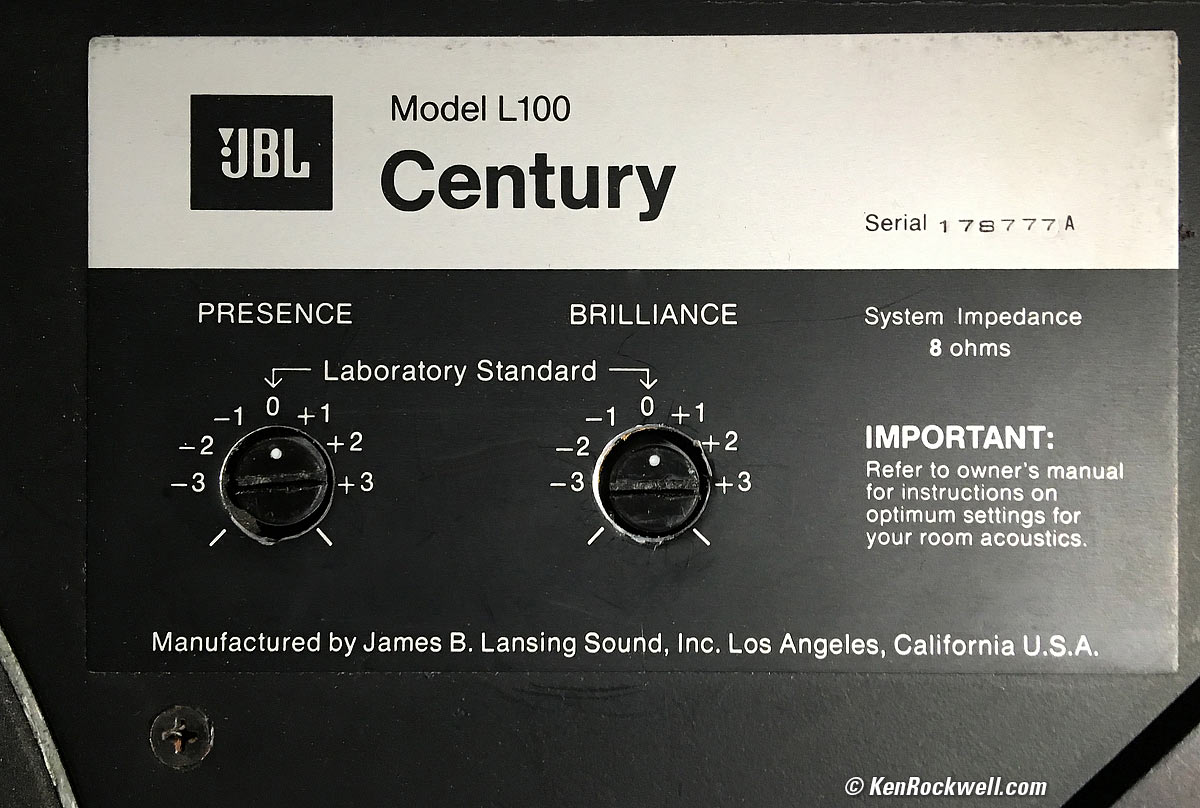 JBL
Model L100
Century
Serial 178777A
PRESENCE
BRILLIANCE
System Impedance
8 ohms
Laboratory Standard
-3 -2 -1 0 +1 +2 +3
-3 -2 -1 0 +1 +2 +3
IMPORTANT:
Refer to owner's manual
for instructions on
optimum settings for
your room acoustics.
Manufactured by James B. Lansing Sound, Inc. Los Angeles, California U.S.A.
© KenRockwell.com